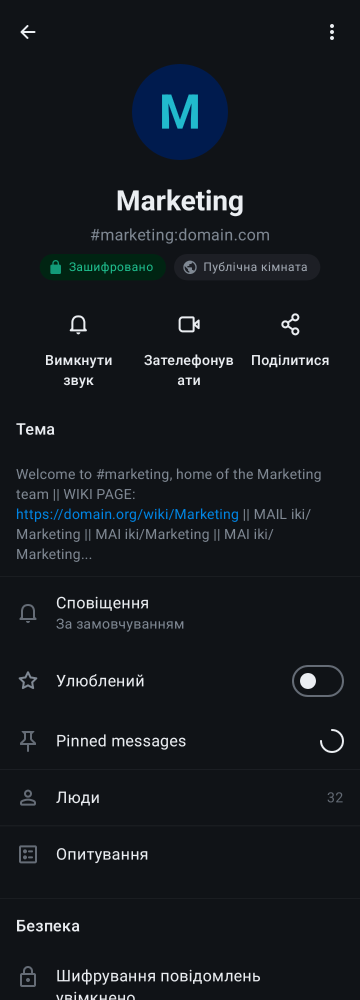 M
Marketing
#marketing:domain.com
Зашифровано
Публічна кімната
Вимкнути
звук
Зателефонув
ати
Поділитися
Тема
Welcome to #marketing, home of the Marketing
team || WIKI PAGE:
https://domain.org/wiki/Marketing || MAIL iki/
Marketing || MAI iki/Marketing || MAI iki/
Marketing...
Сповіщення
За замовчуванням
Улюблений
Pinned messages
Люди
32
Опитування
Безпека
Шифрування повідомлень
увімкнено